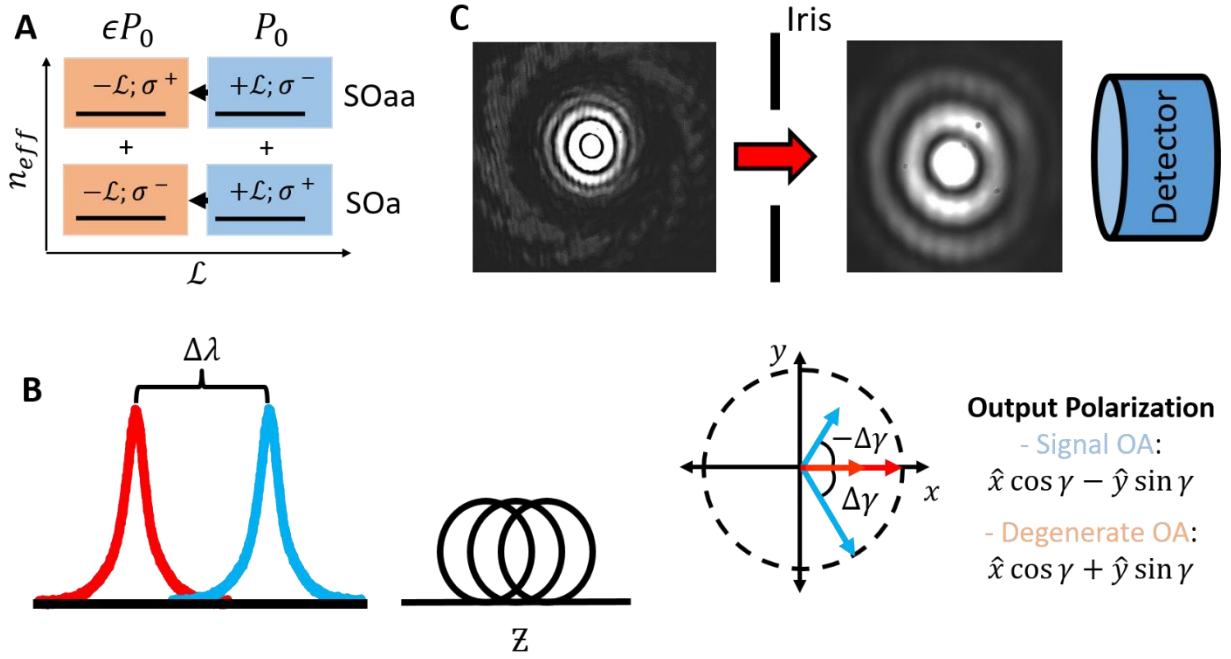 A
ϵP₀ P₀
−ℒ; σ⁺ +ℒ; σ⁻ SOaa
+ +
−ℒ; σ⁻ +ℒ; σ⁺ SOa
n_eff
ℒ
C
Iris
Detector
B
Δλ
Ƶ
y
−Δγ
x
Δγ
Output Polarization
- Signal OA:
x̂ cos γ − ŷ sin γ
- Degenerate OA:
x̂ cos γ + ŷ sin γ